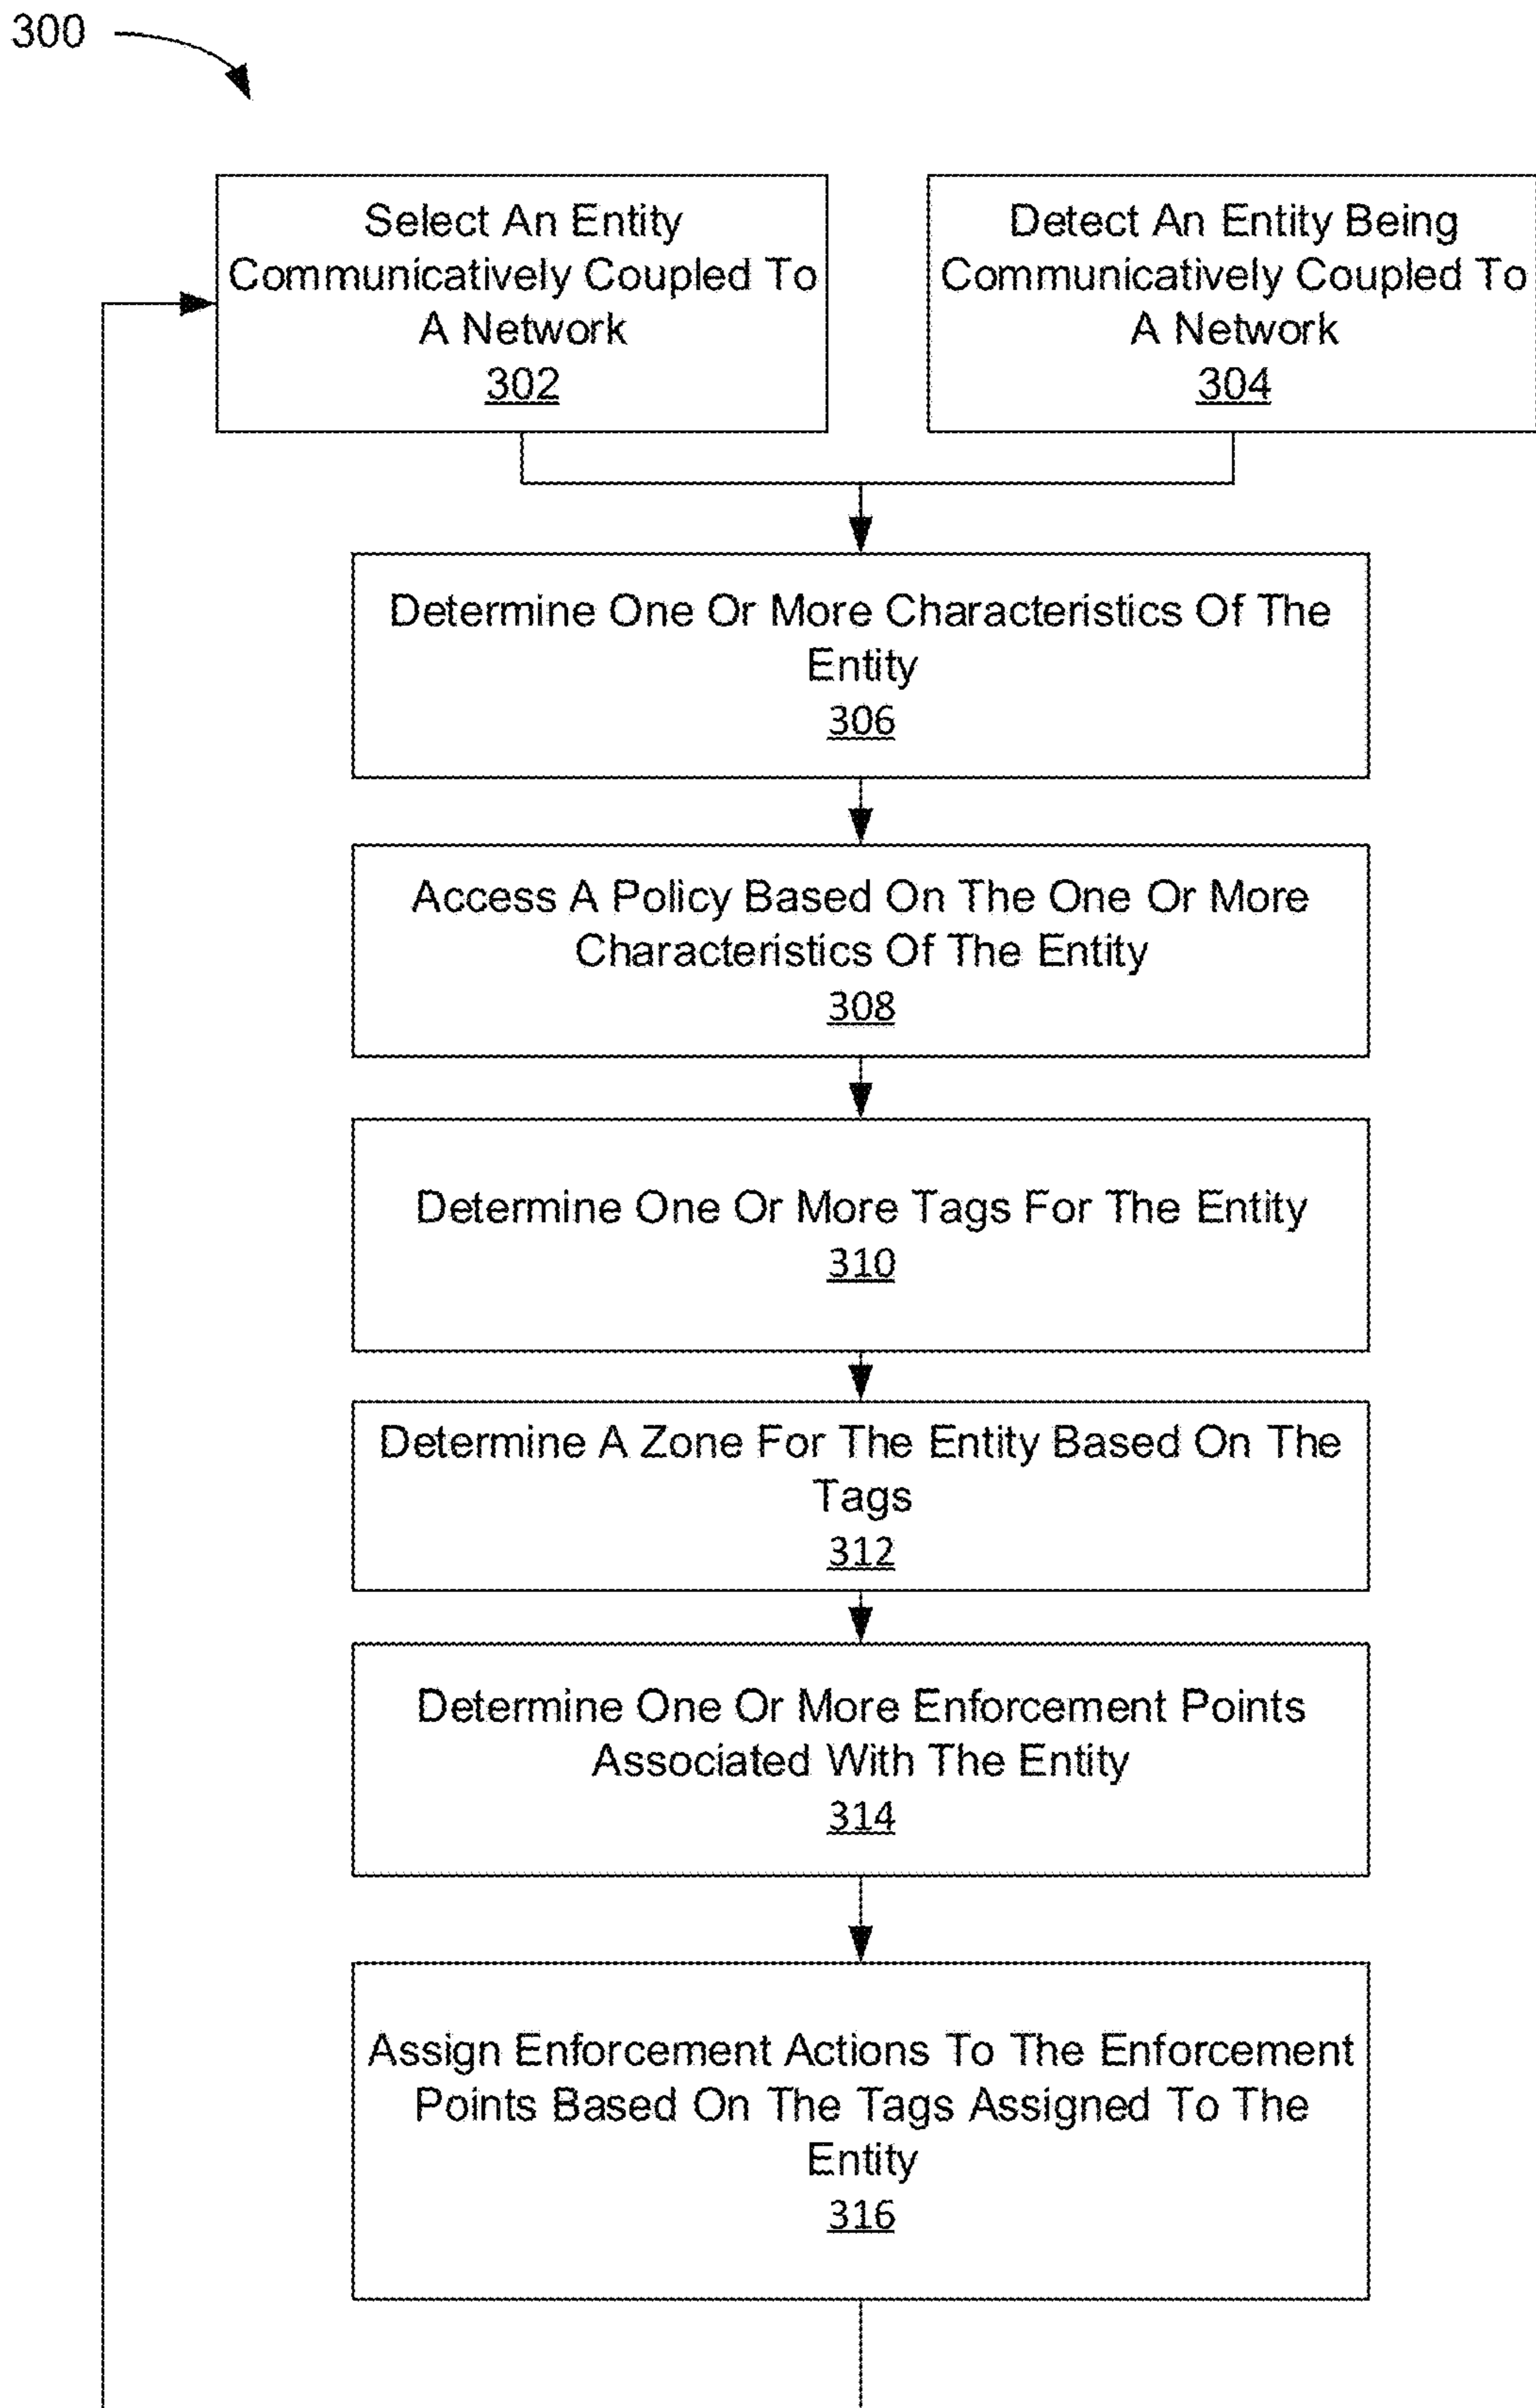 300
Select An Entity
Communicatively Coupled To
A Network
302
Detect An Entity Being
Communicatively Coupled To
A Network
304
Determine One Or More Characteristics Of The
Entity
306
Access A Policy Based On The One Or More
Characteristics Of The Entity
308
Determine One Or More Tags For The Entity
310
Determine A Zone For The Entity Based On The
Tags
312
Determine One Or More Enforcement Points
Associated With The Entity
314
Assign Enforcement Actions To The Enforcement
Points Based On The Tags Assigned To The
Entity
316